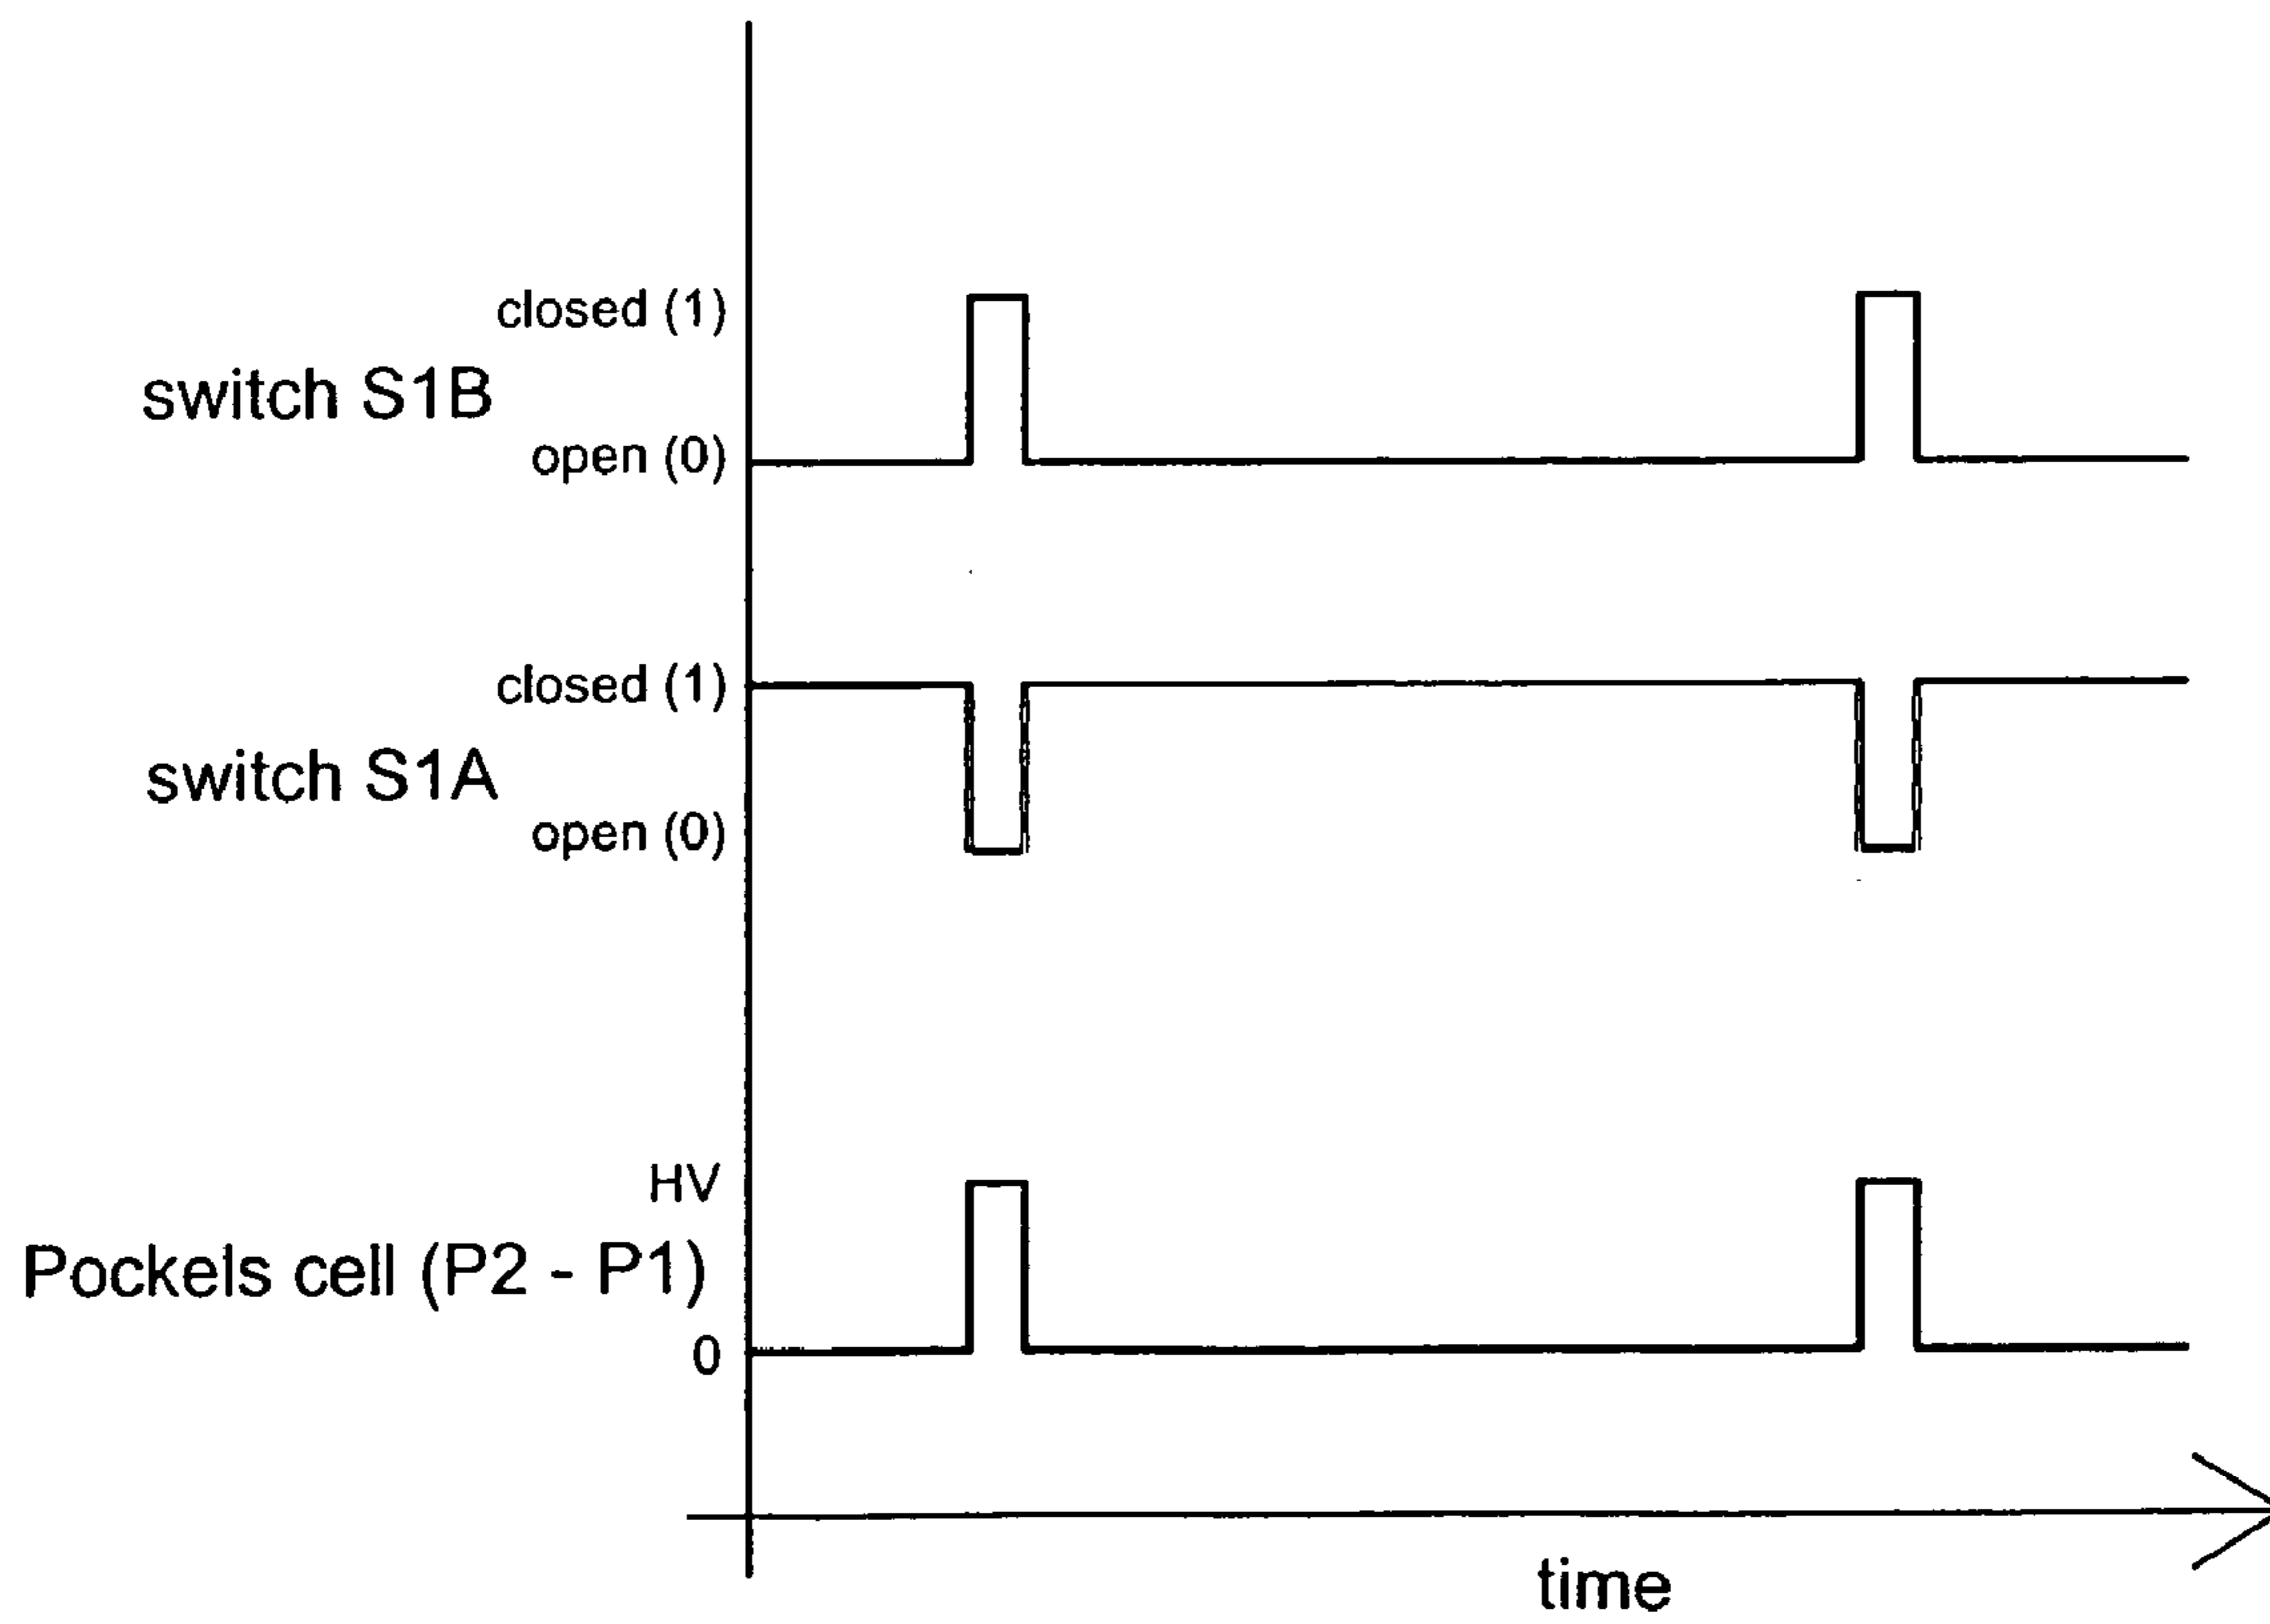 closed (1)
switch S1B
open (0)
closed (1)
switch S1A
open (0)
HV
Pockels cell (P2 - P1)
0
time